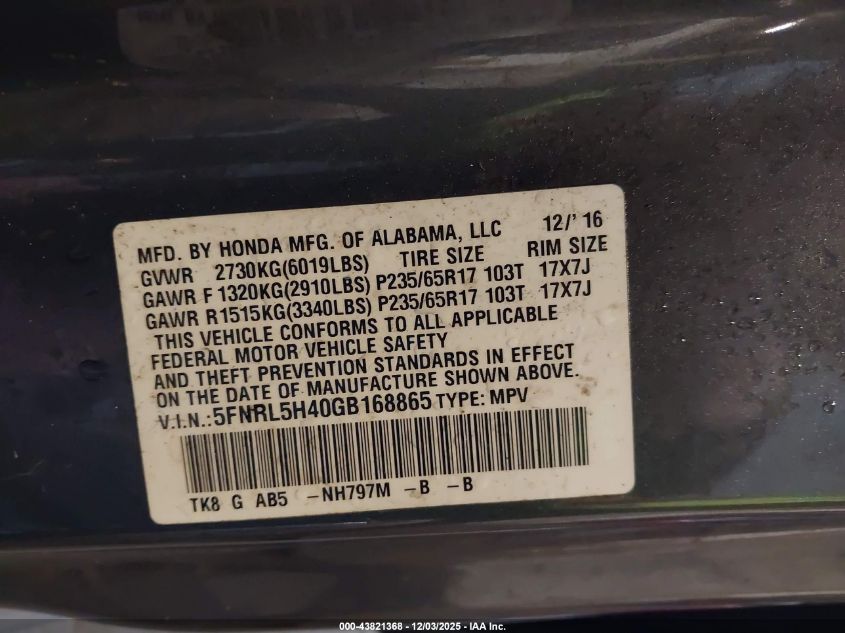 MFD. BY HONDA MFG. OF ALABAMA, LLC 12/'16
GVWR 2730KG(6019LBS) TIRE SIZE RIM SIZE
GAWR F 1320KG(2910LBS) P235/65R17 103T 17X7J
GAWR R1515KG(3340LBS) P235/65R17 103T 17X7J
THIS VEHICLE CONFORMS TO ALL APPLICABLE
FEDERAL MOTOR VEHICLE SAFETY
AND THEFT PREVENTION STANDARDS IN EFFECT
ON THE DATE OF MANUFACTURE SHOWN ABOVE.
V.I.N.:5FNRL5H40GB168865 TYPE: MPV
TK8 G AB5 -NH797M -B -B
000-43821368 - 12/03/2025 - IAA Inc.